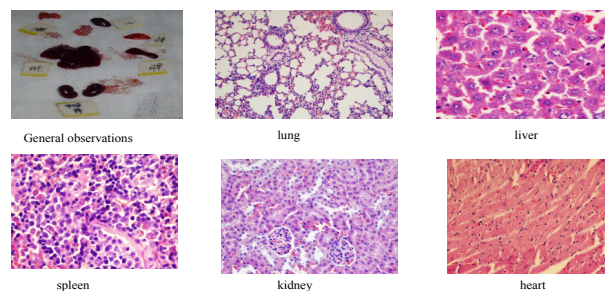 General observations
lung
liver
spleen
kidney
heart